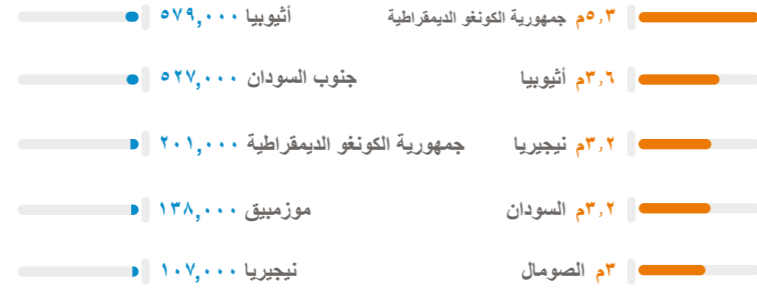 ٥,٣م جمهورية الكونغو الديمقراطية
أثيوبيا ٥٧٩,٠٠٠
٣,٦م أثيوبيا
جنوب السودان ٥٢٧,٠٠٠
٣,٢م نيجيريا
جمهورية الكونغو الديمقراطية ٢٠١,٠٠٠
٣,٢م السودان
موزمبيق ١٣٨,٠٠٠
٣م الصومال
نيجيريا ١٠٧,٠٠٠